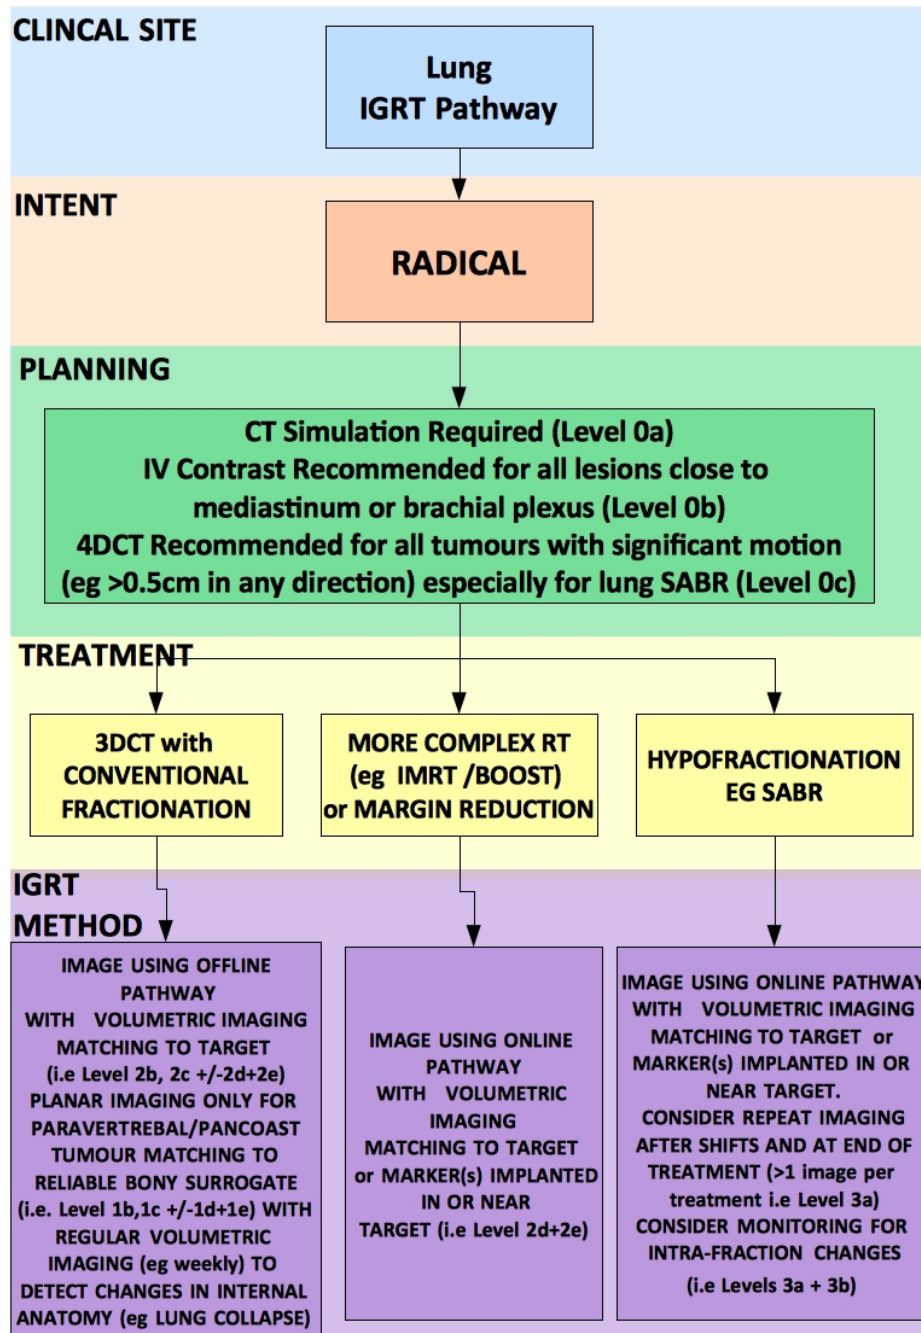 CLINCAL SITE
Lung
IGRT Pathway
INTENT
RADICAL
PLANNING
CT Simulation Required (Level 0a)
IV Contrast Recommended for all lesions close to
mediastinum or brachial plexus (Level 0b)
4DCT Recommended for all tumours with significant motion
(eg >0.5cm in any direction) especially for lung SABR (Level 0c)
TREATMENT
3DCT with
CONVENTIONAL
FRACTIONATION
MORE COMPLEX RT
(eg IMRT /BOOST)
or MARGIN REDUCTION
HYPOFRACTIONATION
EG SABR
IGRT
METHOD
IMAGE USING OFFLINE
PATHWAY
WITH VOLUMETRIC IMAGING
MATCHING TO TARGET
(i.e Level 2b, 2c +/-2d+2e)
PLANAR IMAGING ONLY FOR
PARAVERTREBAL/PANCOAST
TUMOUR MATCHING TO
RELIABLE BONY SURROGATE
(i.e. Level 1b,1c +/-1d+1e) WITH
REGULAR VOLUMETRIC
IMAGING (eg weekly) TO
DETECT CHANGES IN INTERNAL
ANATOMY (eg LUNG COLLAPSE)
IMAGE USING ONLINE
PATHWAY
WITH VOLUMETRIC
IMAGING
MATCHING TO TARGET
or MARKER(s) IMPLANTED
IN OR NEAR
TARGET (i.e Level 2d+2e)
IMAGE USING ONLINE PATHWAY
WITH VOLUMETRIC IMAGING
MATCHING TO TARGET or
MARKER(s) IMPLANTED IN OR
NEAR TARGET.
CONSIDER REPEAT IMAGING
AFTER SHIFTS AND AT END OF
TREATMENT (>1 image per
treatment i.e Level 3a)
CONSIDER MONITORING FOR
INTRA-FRACTION CHANGES
(i.e Levels 3a + 3b)